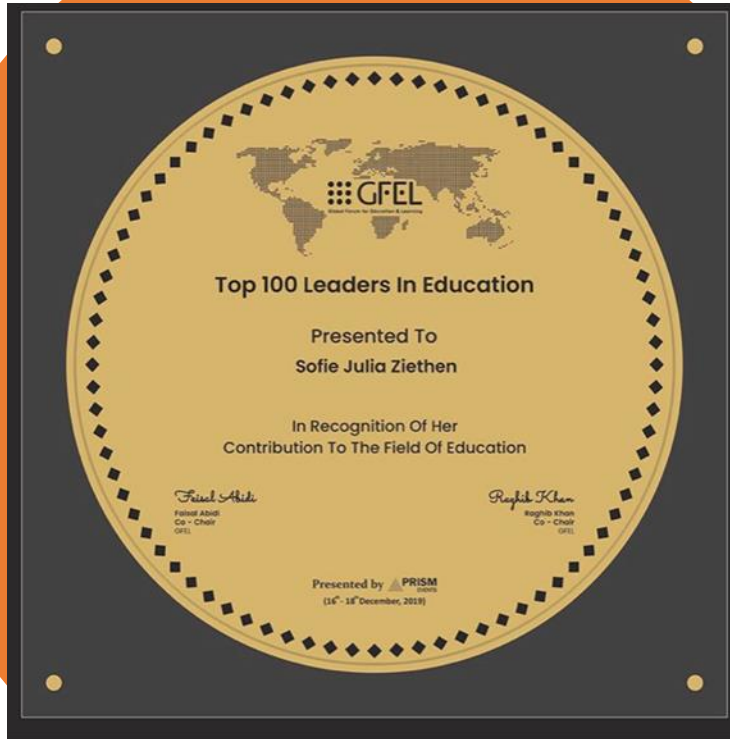 GFEL
Global Forum for Education & Learning
Top 100 Leaders In Education
Presented To
Sofie Julia Ziethen
In Recognition Of Her
Contribution To The Field Of Education
Faisal Abidi
Faisal Abidi
Co - Chair
GFEL
Raghib Khan
Raghib Khan
Co - Chair
GFEL
Presented by PRISM
EVENTS
(16th - 18th December, 2019)